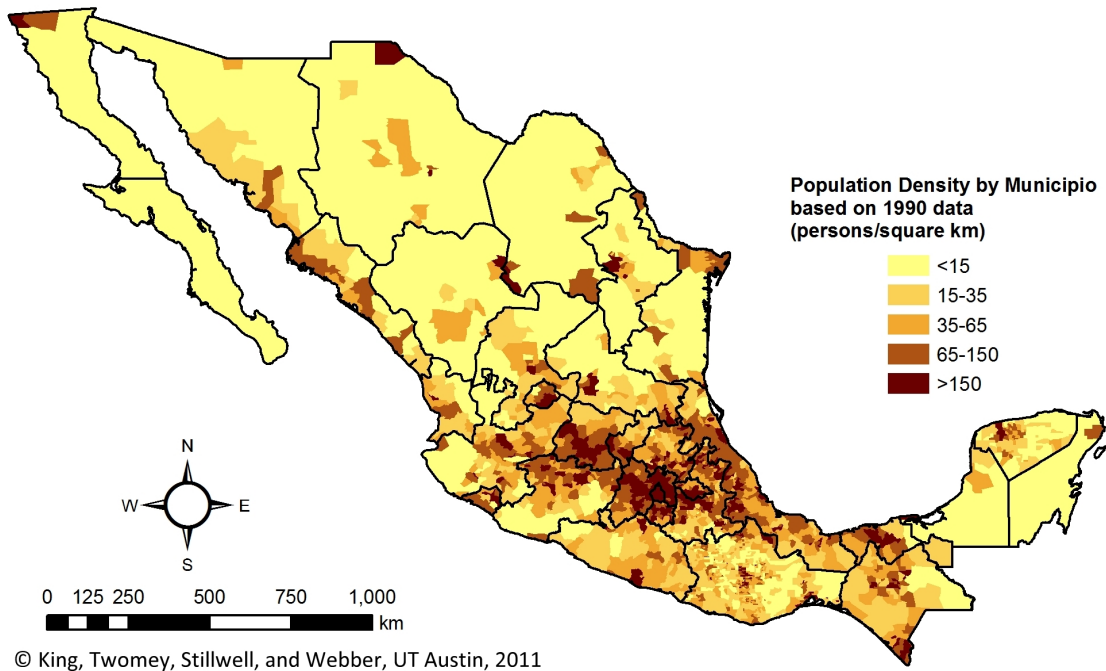 Population Density by Municipio
based on 1990 data
(persons/square km)
<15
15-35
35-65
65-150
>150
N
W E
S
0 125 250 500 750 1,000
km
© King, Twomey, Stillwell, and Webber, UT Austin, 2011